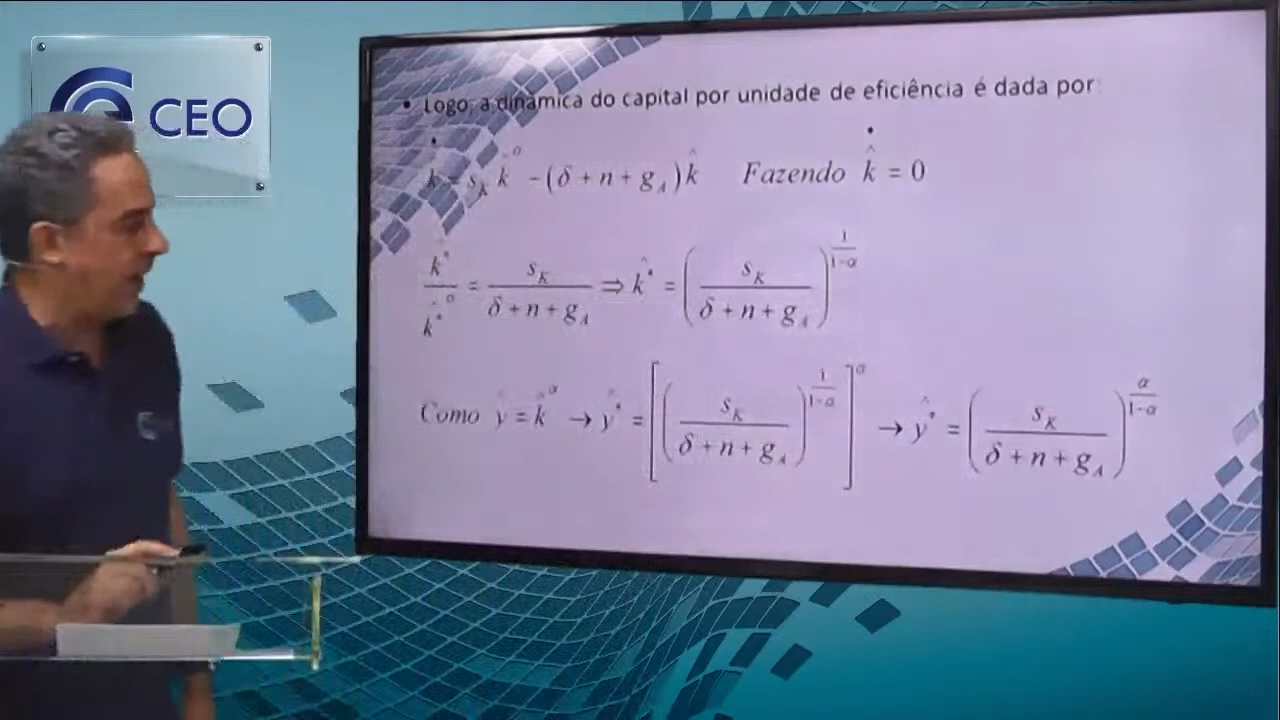 CEO
• Logo, a dinâmica do capital por unidade de eficiência é dada por:
k̂̇ = s_K k̂^α − (δ + n + g_A)k̂ Fazendo k̂̇ = 0
k̂*/k̂*^α = s_K/(δ + n + g_A) ⇒ k̂* = (s_K/(δ + n + g_A))^(1/(1-α))
Como ŷ = k̂^α → ŷ* = [(s_K/(δ + n + g_A))^(1/(1-α))]^α → ŷ* = (s_K/(δ + n + g_A))^(α/(1-α))